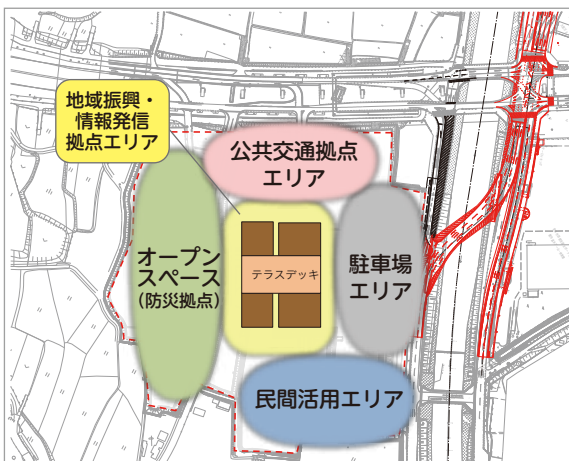 地域振興・
情報発信
拠点エリア
公共交通拠点
エリア
オープン
スペース
(防災拠点)
テラスデッキ
駐車場
エリア
民間活用エリア